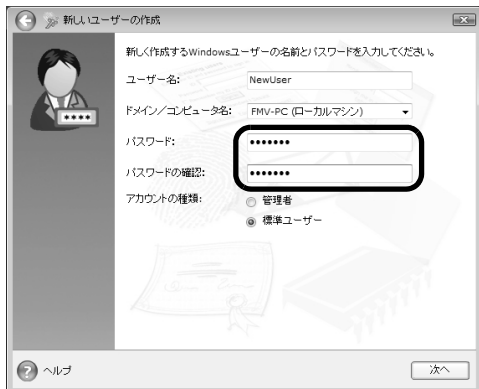 新しいユーザーの作成
新しく作成するWindowsユーザーの名前とパスワードを入力してください。
ユーザー名: NewUser
ドメイン／コンピュータ名: FMV-PC (ローカルマシン)
パスワード: ●●●●●●●
パスワードの確認: ●●●●●●●
アカウントの種類: 管理者
標準ユーザー
ヘルプ 次へ